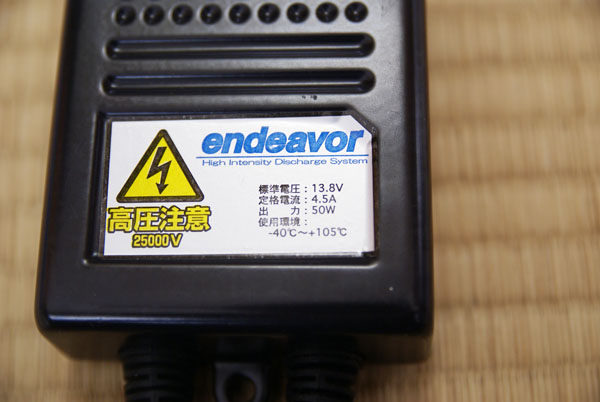 endeavor
High Intensity Discharge System
高圧注意
25000V
標準電圧：13.8V
定格電流：4.5A
出　　力：50W
使用環境：
-40℃～+105℃